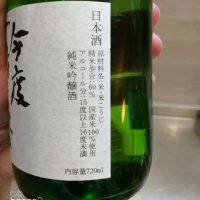 日本酒
原材料名:米・米こうじ
精米歩合:60% 国産米100%使用
アルコール分:15度以上16度未満
純米吟醸酒
内容量720ml